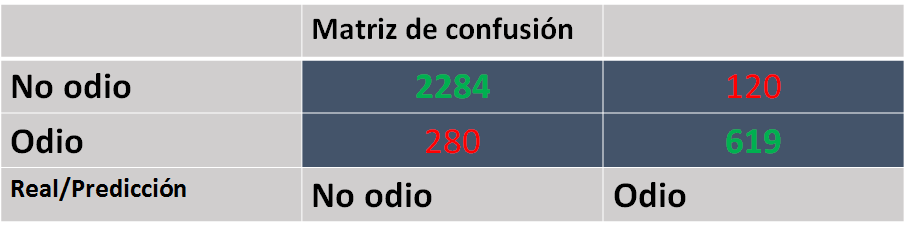 Matriz de confusión
No odio 2284 120
Odio 280 619
Real/Predicción No odio Odio